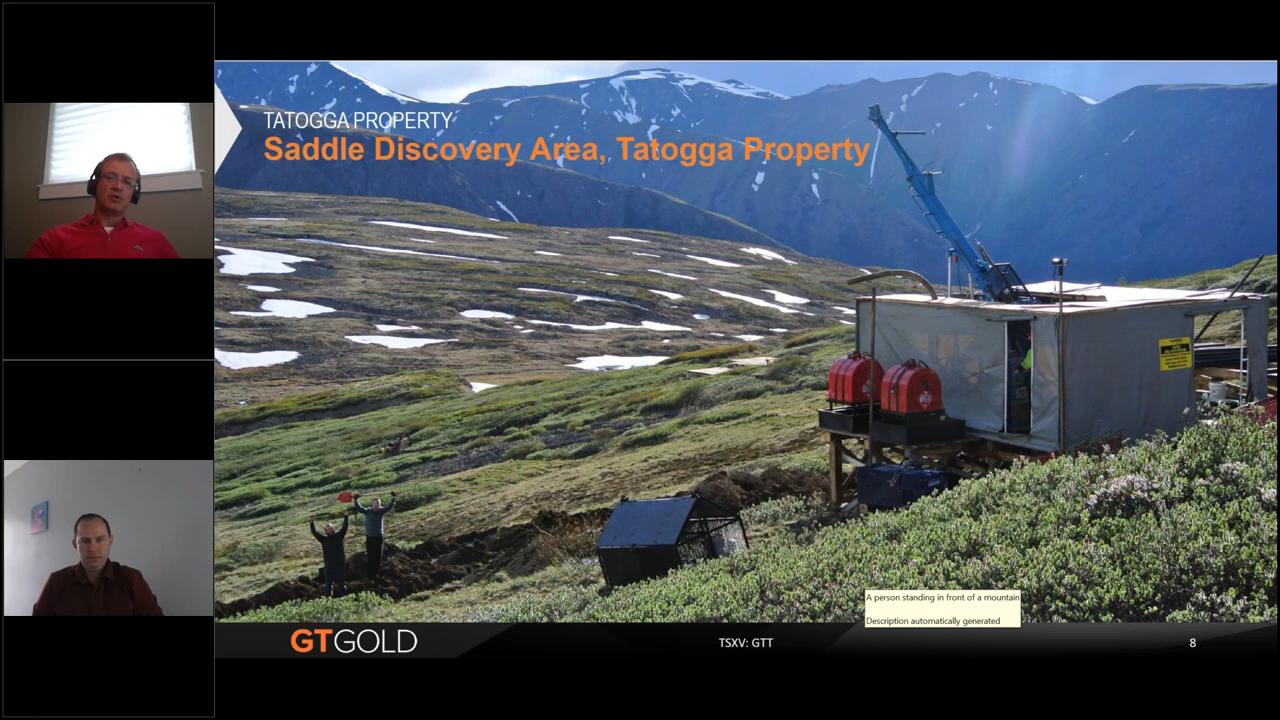 TATOGGA PROPERTY
Saddle Discovery Area, Tatogga Property
A person standing in front of a mountain
Description automatically generated
GTGOLD
TSXV: GTT
8